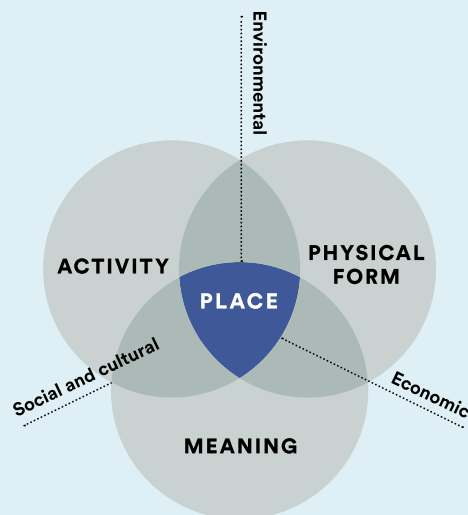 Environmental
ACTIVITY
PHYSICAL
FORM
PLACE
Social and cultural
Economic
MEANING